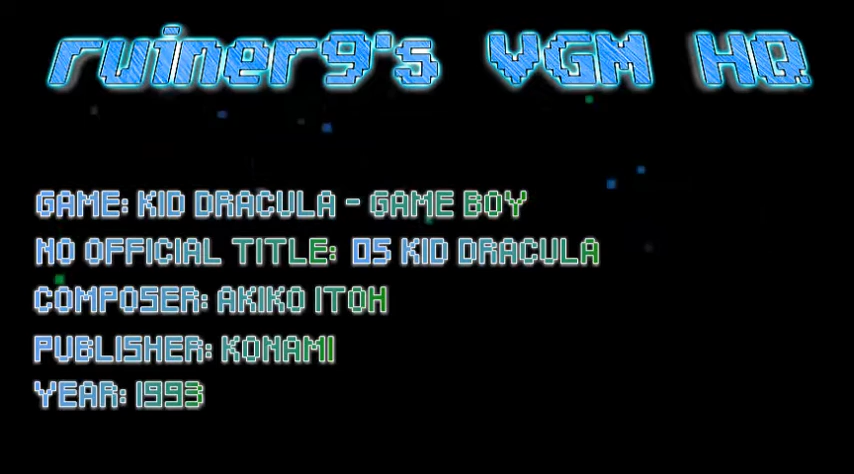 ruiner9's VGM HQ
GAME: KID DRACULA - GAME BOY
NO OFFICIAL TITLE: 05 KID DRACULA
COMPOSER: AKIKO ITOH
PUBLISHER: KONAMI
YEAR: 1993